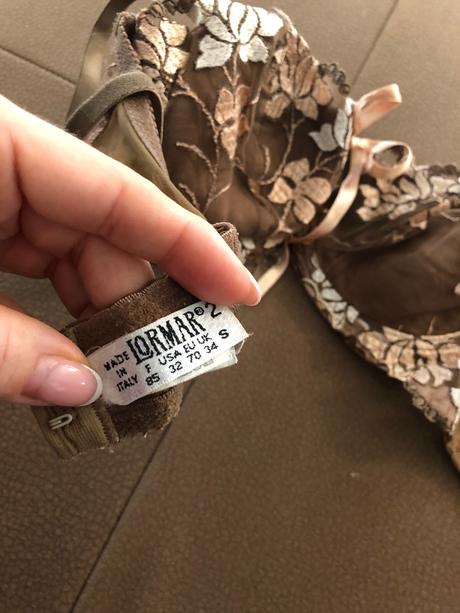 MADE
IN
ITALY
LORMAR® 2
F USA EU UK S
85 32 70 34